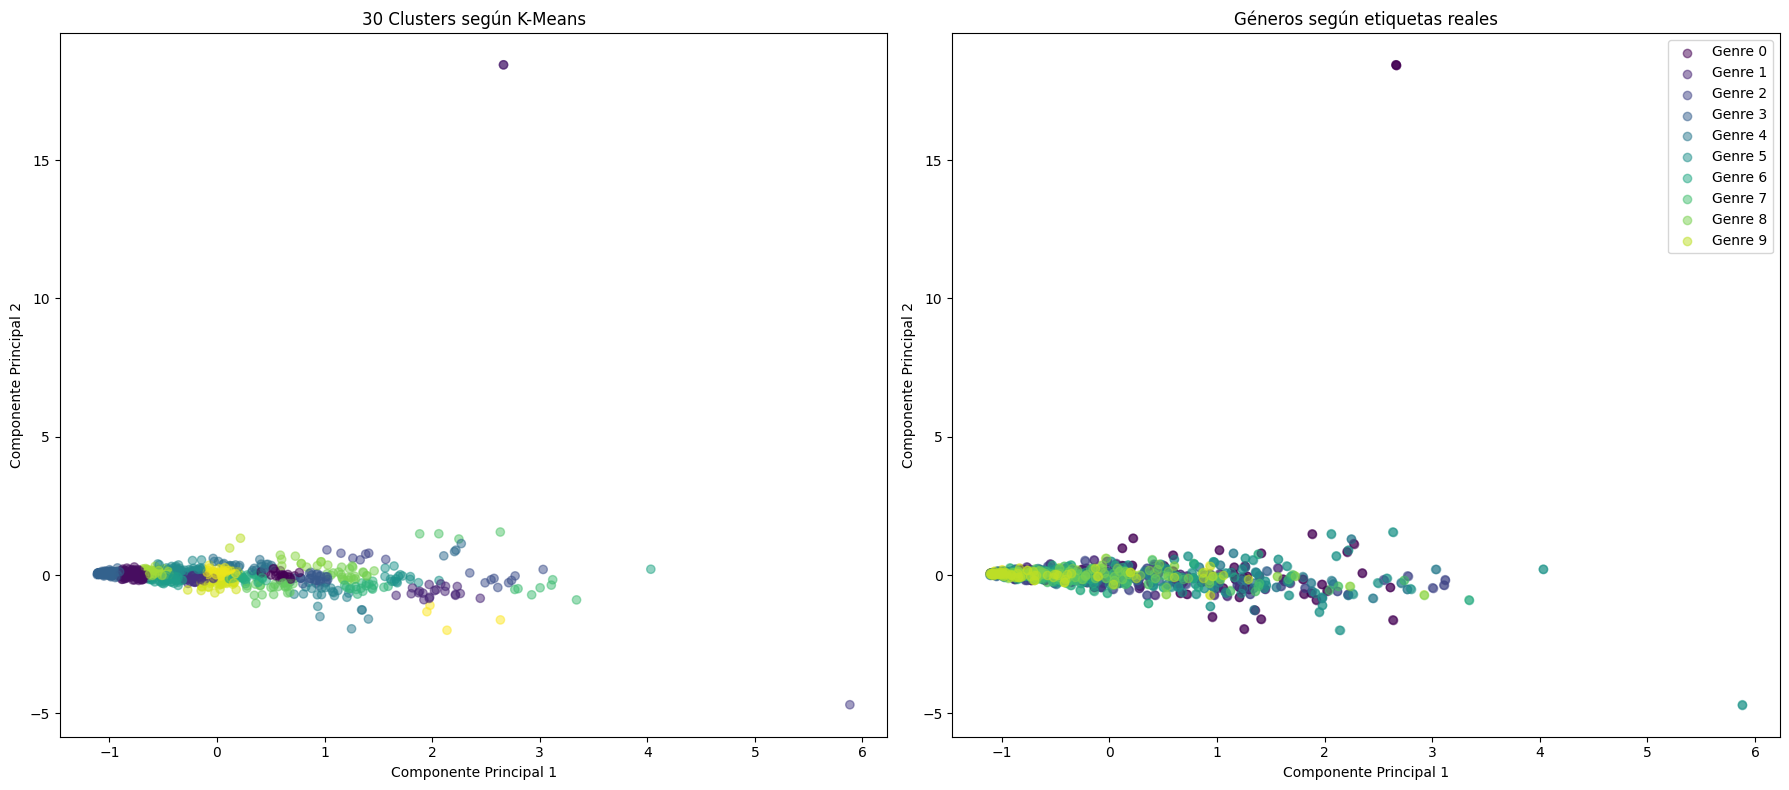 30 Clusters según K-Means
Componente Principal 2
15
10
5
0
−5
−1 0 1 2 3 4 5 6
Componente Principal 1
Géneros según etiquetas reales
Componente Principal 2
15
10
5
0
−5
Genre 0
Genre 1
Genre 2
Genre 3
Genre 4
Genre 5
Genre 6
Genre 7
Genre 8
Genre 9
−1 0 1 2 3 4 5 6
Componente Principal 1